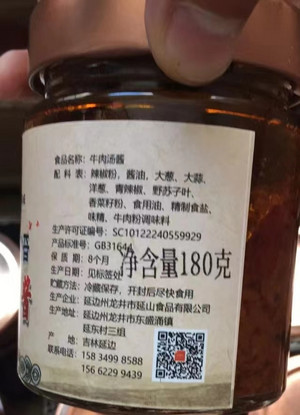 食品名称: 牛肉汤酱
配 料 表: 辣椒粉, 酱油, 大葱, 大蒜,
洋葱, 青辣椒, 野苏子叶,
香菜籽粉, 食用油, 精制食盐,
味精, 牛肉粉调味料
生产许可证编号: SC10122240559929
产品标准号: GB3164
保 质 期: 8个月
净含量180克
生产日期: 见标签处
贮存条件: 冷藏保存, 开封后尽快食用
生产企业: 延边州龙井市延山食品有限公司
生产地址: 延边州龙井市东盛涌镇
延东村三组
产 地: 吉林延边
联系电话: 158 3499 8588
156 6229 9439
酱